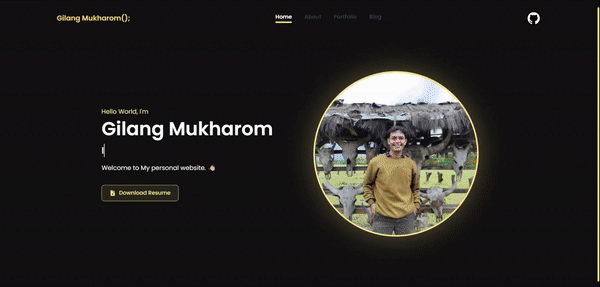 Gilang Mukharom();
Home About Portfolio Blog
Hello World, I'm
Gilang Mukharom
I
Welcome to My personal website. 👋🏻
Download Resume